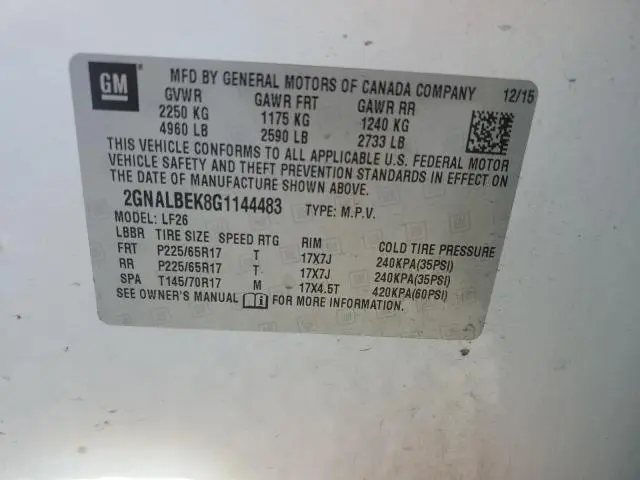 GM
MFD BY GENERAL MOTORS OF CANADA COMPANY 12/15
GVWR GAWR FRT GAWR RR
2250 KG 1175 KG 1240 KG
4960 LB 2590 LB 2733 LB
THIS VEHICLE CONFORMS TO ALL APPLICABLE U.S. FEDERAL MOTOR
VEHICLE SAFETY AND THEFT PREVENTION STANDARDS IN EFFECT ON
THE DATE OF MANUFACTURE SHOWN ABOVE.
2GNALBEK8G1144483 TYPE: M.P.V.
MODEL: LF26
LBBR TIRE SIZE SPEED RTG RIM COLD TIRE PRESSURE
FRT P225/65R17 T 17X7J 240KPA(35PSI)
RR P225/65R17 T 17X7J 240KPA(35PSI)
SPA T145/70R17 M 17X4.5T 420KPA(60PSI)
SEE OWNER'S MANUAL FOR MORE INFORMATION.